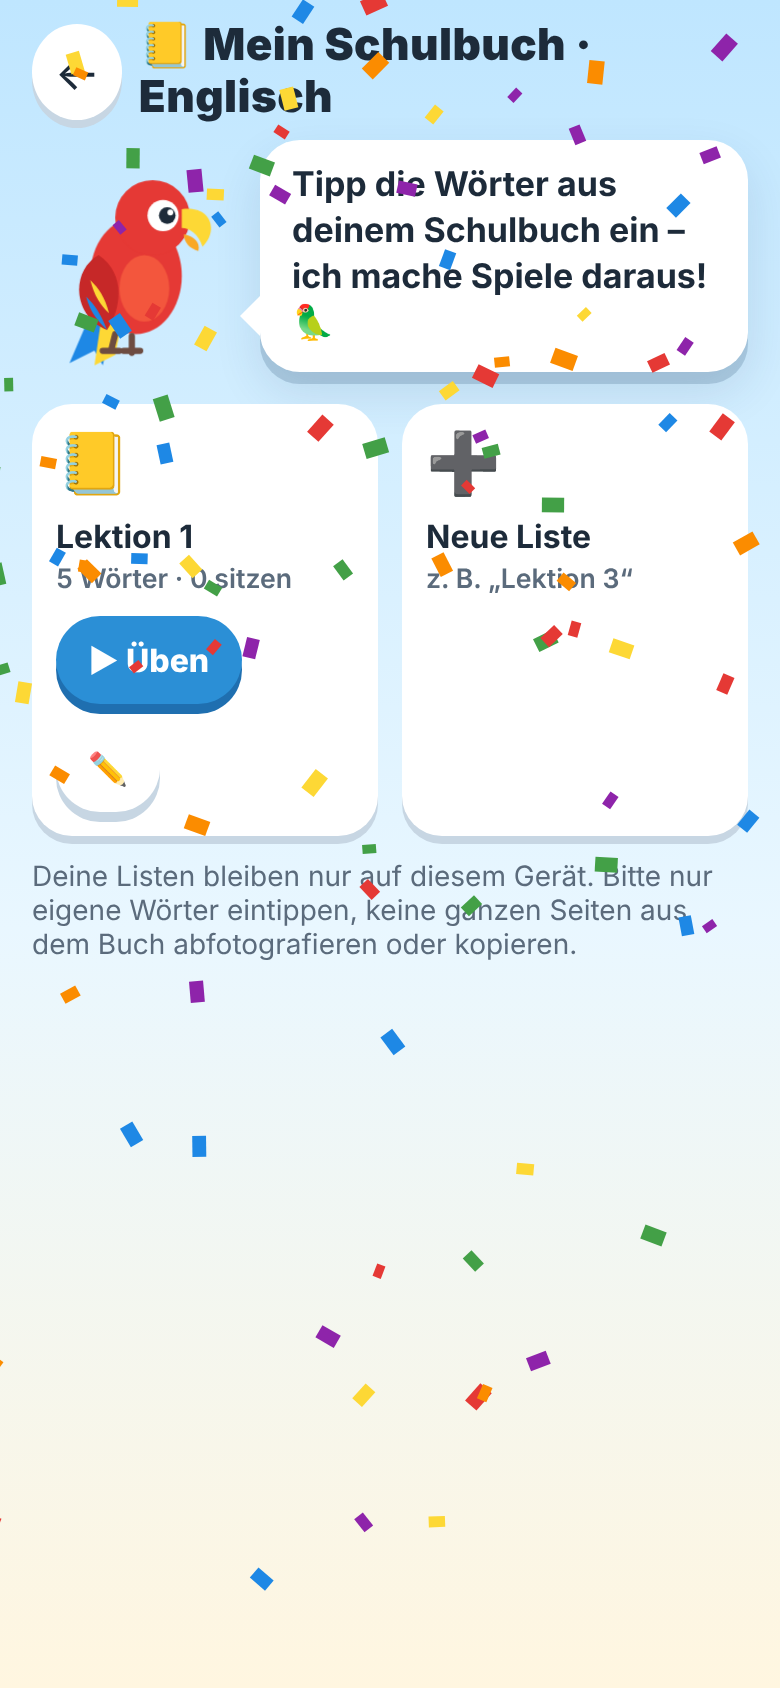 Mein Schulbuch ·
Englisch
Tipp die Wörter aus
deinem Schulbuch ein –
ich mache Spiele daraus!
Lektion 1
5 Wörter · 0 sitzen
Üben
Neue Liste
z. B. „Lektion 3“
Deine Listen bleiben nur auf diesem Gerät. Bitte nur
eigene Wörter eintippen, keine ganzen Seiten aus
dem Buch abfotografieren oder kopieren.